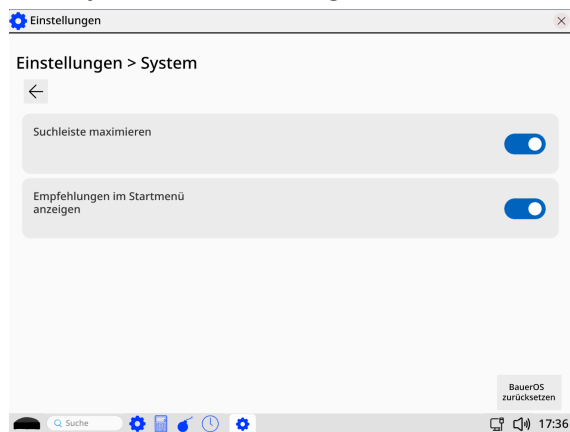 Einstellungen
Einstellungen > System
Suchleiste maximieren
Empfehlungen im Startmenü
anzeigen
BauerOS
zurücksetzen
Suche
17:36